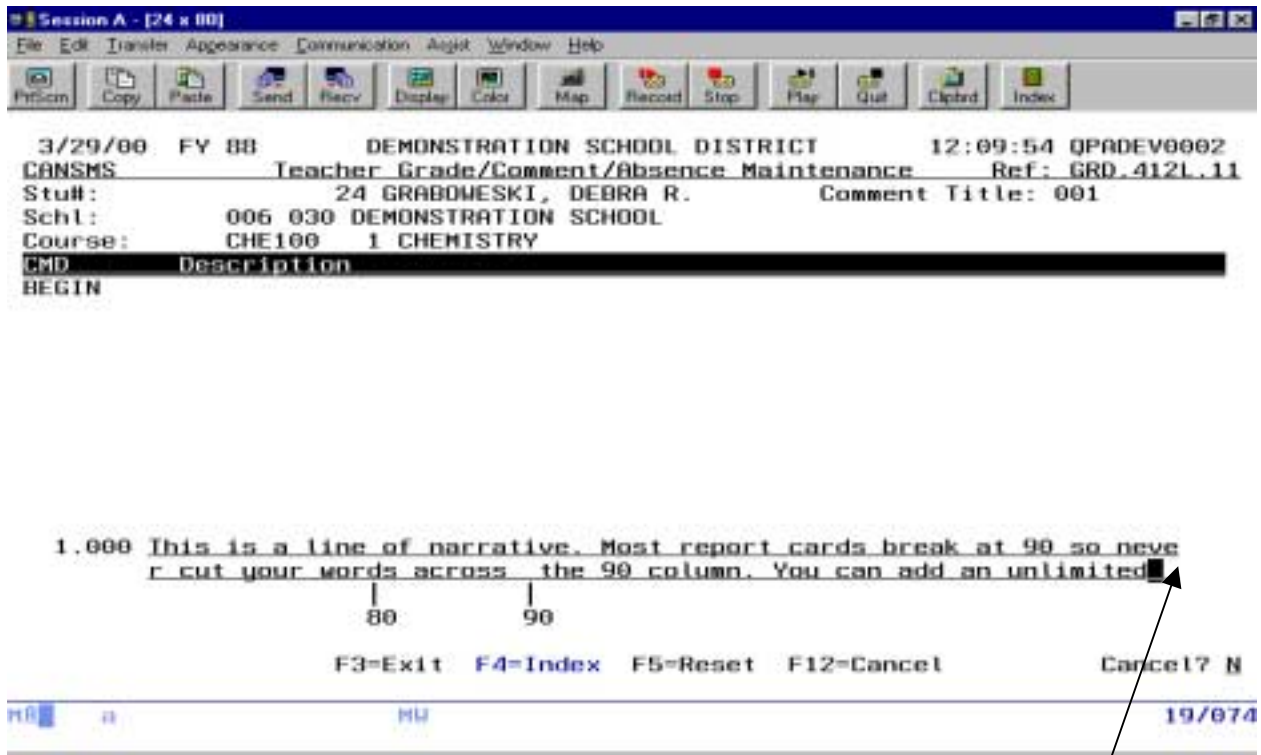 Session A - [24 x 80]
File Edit Transfer Appearance Communication Assist Window Help
PrtScrn Copy Paste Send Recv Display Color Map Record Stop Play Quit Clpbrd Index
3/29/00 FY 88 DEMONSTRATION SCHOOL DISTRICT 12:09:54 QPADEV0002
CANSMS Teacher Grade/Comment/Absence Maintenance Ref: GRD.412L.11
Stu#: 24 GRABOWESKI, DEBRA R. Comment Title: 001
Schl: 006 030 DEMONSTRATION SCHOOL
Course: CHE100 1 CHEMISTRY
CMD Description
BEGIN
1.000 This is a line of narrative. Most report cards break at 90 so neve
r cut your words across the 90 column. You can add an unlimited
80 90
F3=Exit F4=Index F5=Reset F12=Cancel Cancel? N
MA a MW 19/074